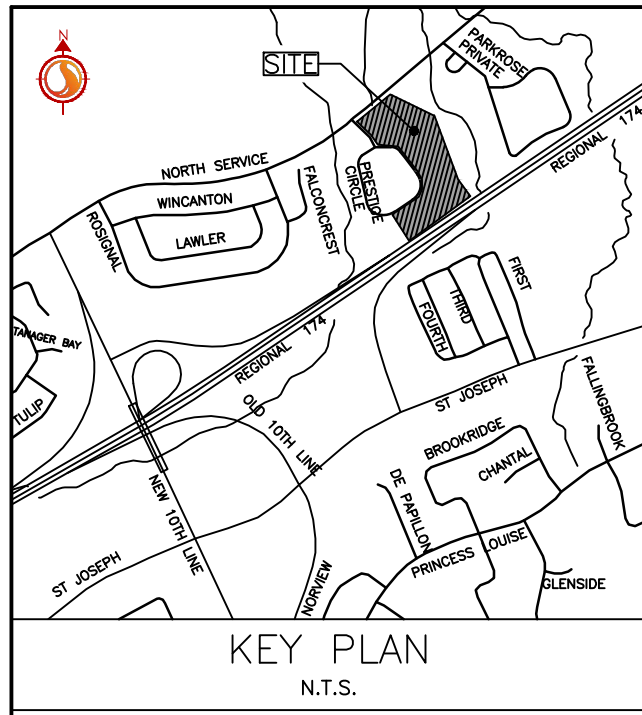 N
SITE
PARKROSE
PRIVATE
REGIONAL 174
NORTH SERVICE
WINCANTON
LAWLER
ROSIGNAL
FALCONCREST
PRESTIGE
CIRCLE
TANAGER BAY
TULIP
REGIONAL 174
FIRST
THIRD
FOURTH
ST JOSEPH
OLD 10TH LINE
NEW 10TH LINE
BROOKRIDGE
CHANTAL
FALLINGBROOK
DE PAPILLON
PRINCESS LOUISE
GLENSIDE
NORVIEW
ST JOSEPH
KEY PLAN
N.T.S.